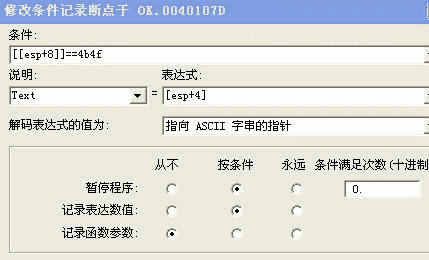 修改条件记录断点于 OK.0040107D
条件:
[[esp+8]]==4b4f
说明: 表达式:
Text = [esp+4]
解码表达式的值为: 指向 ASCII 字串的指针
从不 按条件 永远 条件满足次数(十进制
暂停程序: 0.
记录表达数值:
记录函数参数: